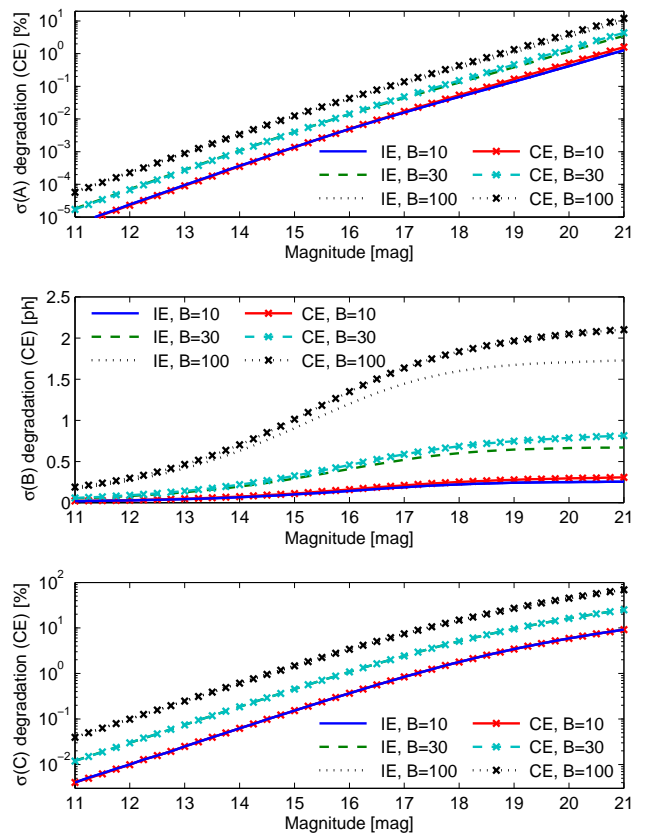 σ(A) degradation (CE) [%]
10^1
10^0
10^−1
10^−2
10^−3
10^−4
10^−5
IE, B=10
IE, B=30
IE, B=100
CE, B=10
CE, B=30
CE, B=100
11 12 13 14 15 16 17 18 19 20 21
Magnitude [mag]
σ(B) degradation (CE) [ph]
2.5
2
1.5
1
0.5
0
IE, B=10
IE, B=30
IE, B=100
CE, B=10
CE, B=30
CE, B=100
11 12 13 14 15 16 17 18 19 20 21
Magnitude [mag]
σ(C) degradation (CE) [%]
10^2
10^1
10^0
10^−1
10^−2
IE, B=10
IE, B=30
IE, B=100
CE, B=10
CE, B=30
CE, B=100
11 12 13 14 15 16 17 18 19 20 21
Magnitude [mag]